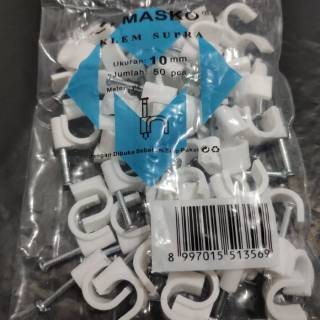 MASKO
KLEM SUPRA
Ukuran: 10 mm
Jumlah: 50 pcs
8 997015 513569